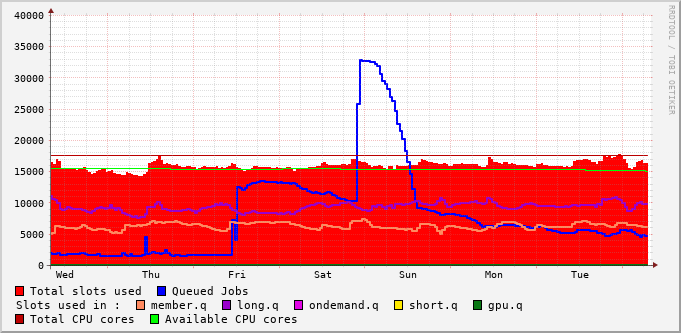 40000
35000
30000
25000
20000
15000
10000
5000
0
Wed Thu Fri Sat Sun Mon Tue
RRDTOOL / TOBI OETIKER
Total slots used Queued Jobs
Slots used in : member.q long.q ondemand.q short.q gpu.q
Total CPU cores Available CPU cores